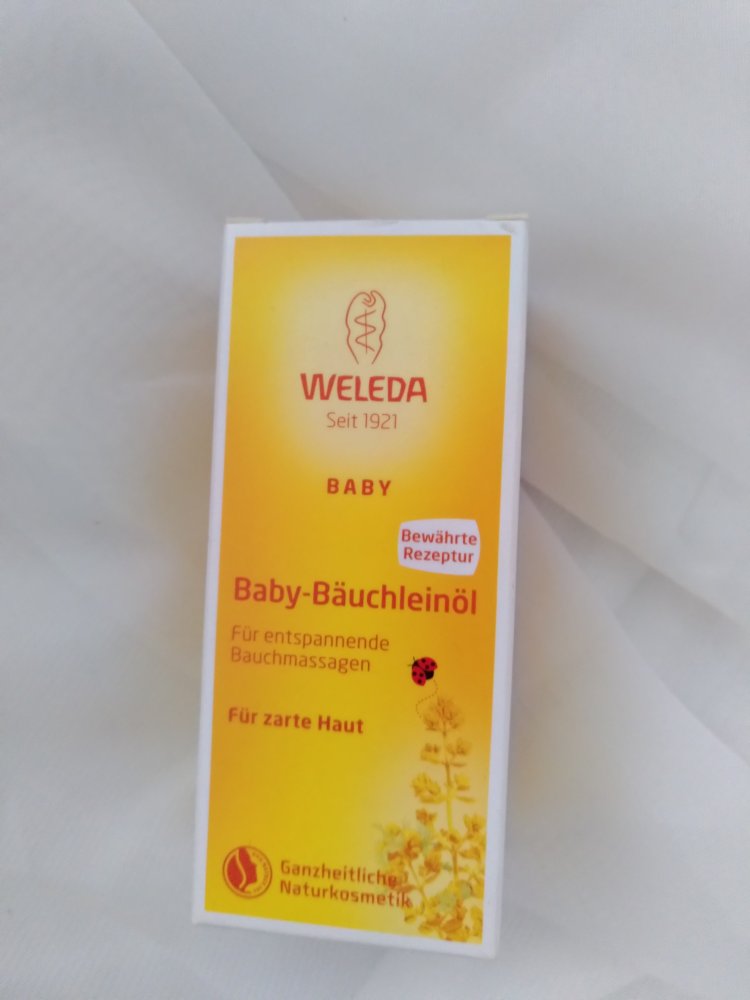 WELEDA
Seit 1921
BABY
Bewährte
Rezeptur
Baby-Bäuchleinöl
Für entspannende
Bauchmassagen
Für zarte Haut
Ganzheitliche
Naturkosmetik